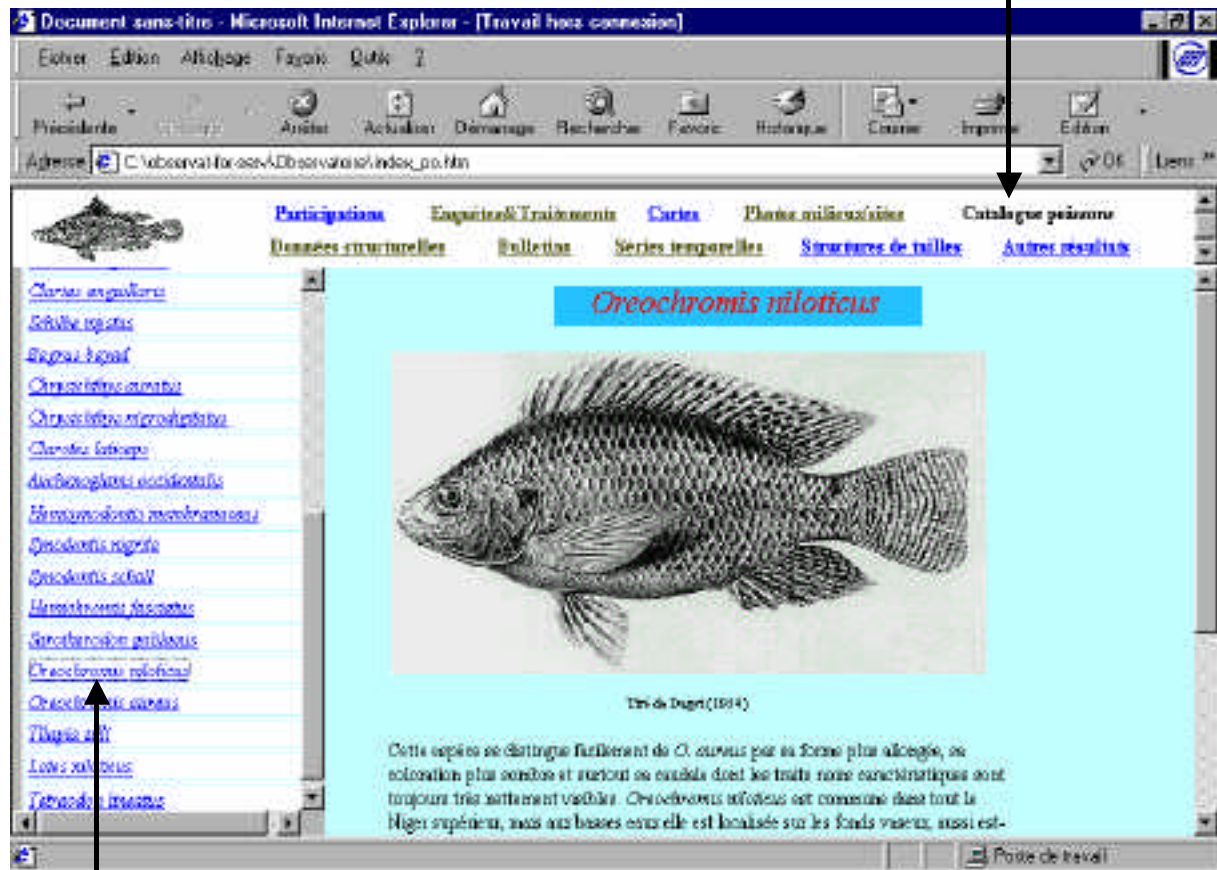 Document sans-titre - Microsoft Internet Explorer - [Travail hors connexion]
Fichier Edition Affichage Favoris Outils ?
Précédente Arrêter Actualiser Démarrage Rechercher Favoris Historique Courrier Imprimer Edition
Adresse C:\observat-for-serv\Observatoire\index_po.htm OK Liens »
Participations Enquêtes&Traitements Cartes Photos milieux/sites Catalogue poissons
Données structurelles Bulletins Séries temporelles Structures de tailles Autres résultats
Clarias anguillaris
Schilbe mystus
Bagrus bayad
Chrysichthys auratus
Chrysichthys nigrodigitatus
Clarotes laticeps
Auchenoglanis occidentalis
Hemisynodontis membranaceus
Synodontis nigrita
Synodontis schall
Hemichromis fasciatus
Sarotherodon galilaeus
Oreochromis niloticus
Oreochromis aureus
Tilapia zilli
Lates niloticus
Tetraodon lineatus
Oreochromis niloticus
Tiré de Daget (1954)
Cette espèce se distingue facilement de O. aureus par sa forme plus allongée, sa
coloration plus sombre et surtout sa caudale dont les traits noirs caractéristiques sont
toujours très nettement visibles. Oreochromis niloticus est commune dans tout le
Niger supérieur, mais aux basses eaux elle est localisée sur les fonds vaseux, aussi est-
Poste de travail